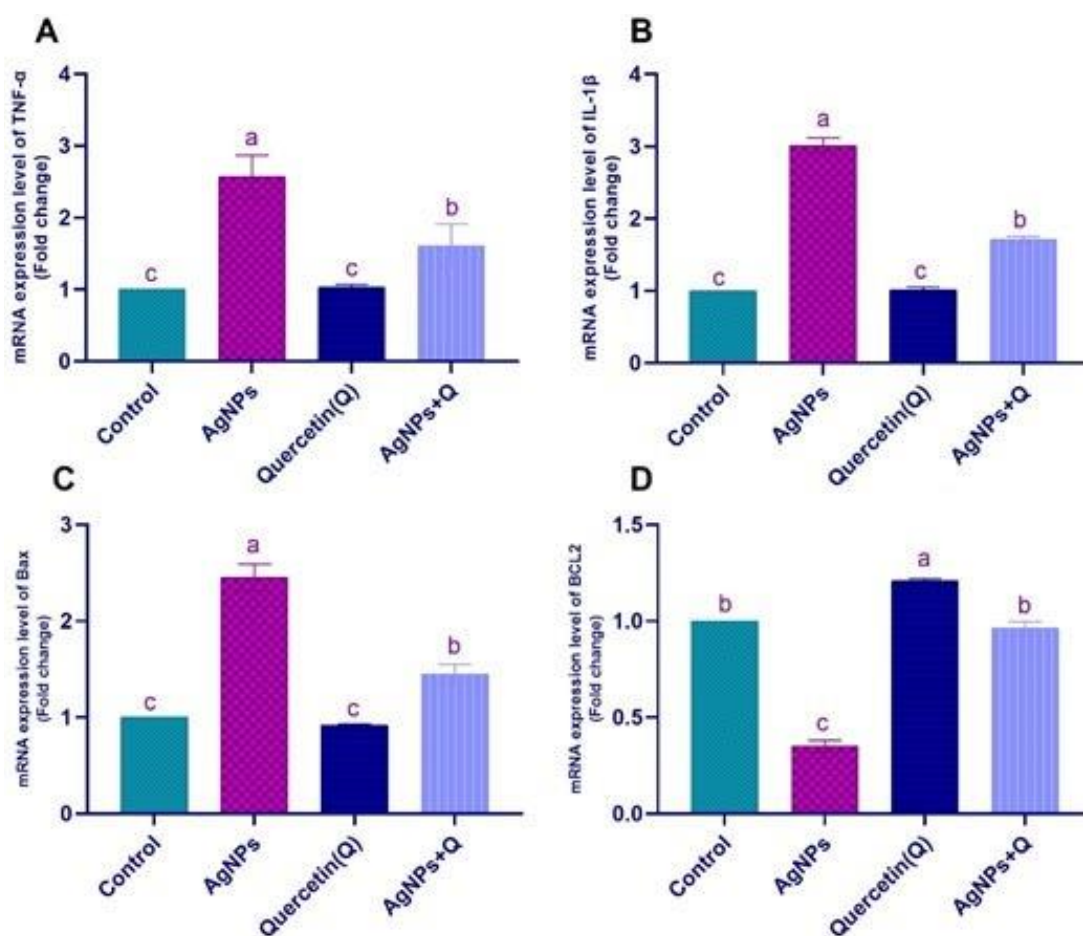 A
mRNA expression level of TNF-α
(Fold change)
4
3
2
1
0
c
a
c
b
Control
AgNPs
Quercetin(Q)
AgNPs+Q
B
mRNA expression level of IL-1β
(Fold change)
4
3
2
1
0
c
a
c
b
Control
AgNPs
Quercetin(Q)
AgNPs+Q
C
mRNA expression level of Bax
(Fold change)
3
2
1
0
c
a
c
b
Control
AgNPs
Quercetin(Q)
AgNPs+Q
D
mRNA expression level of BCL2
(Fold change)
1.5
1.0
0.5
0.0
b
c
a
b
Control
AgNPs
Quercetin(Q)
AgNPs+Q